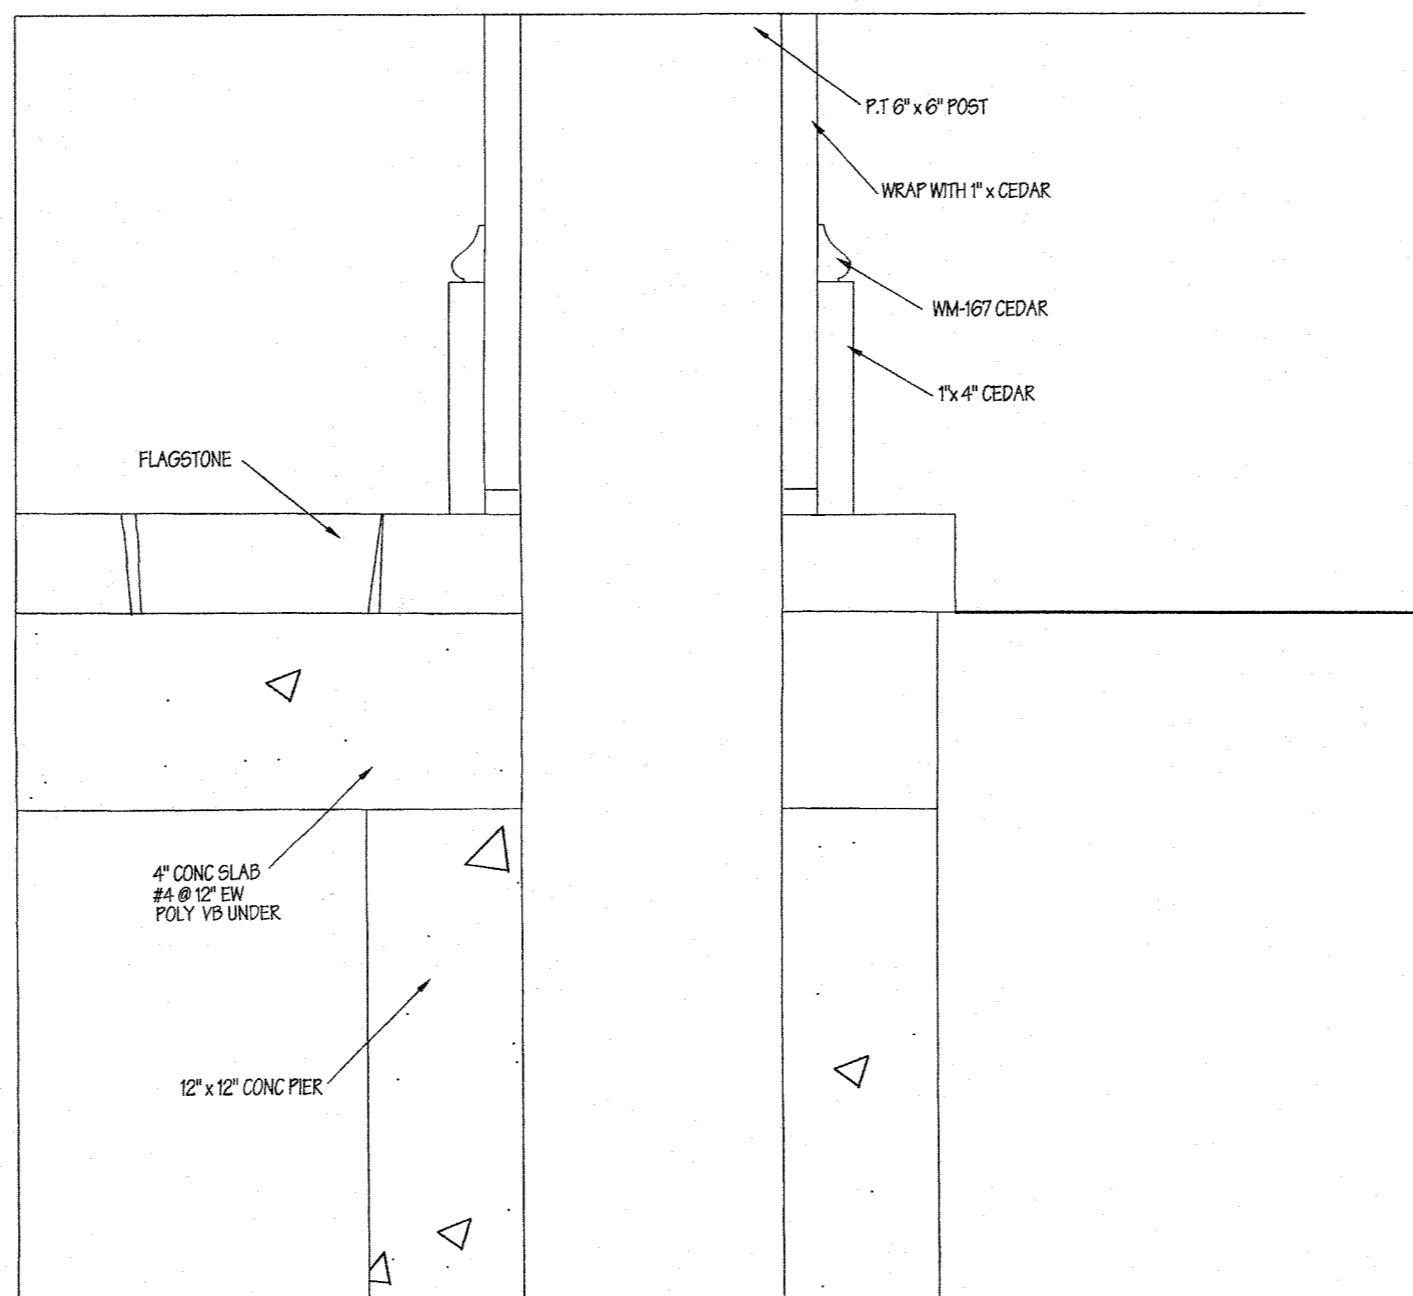 P.T 6" x 6" POST
WRAP WITH 1" x CEDAR
WM-167 CEDAR
1"x 4" CEDAR
FLAGSTONE
4" CONC SLAB
#4 @ 12" EW
POLY VB UNDER
12" x 12" CONC PIER